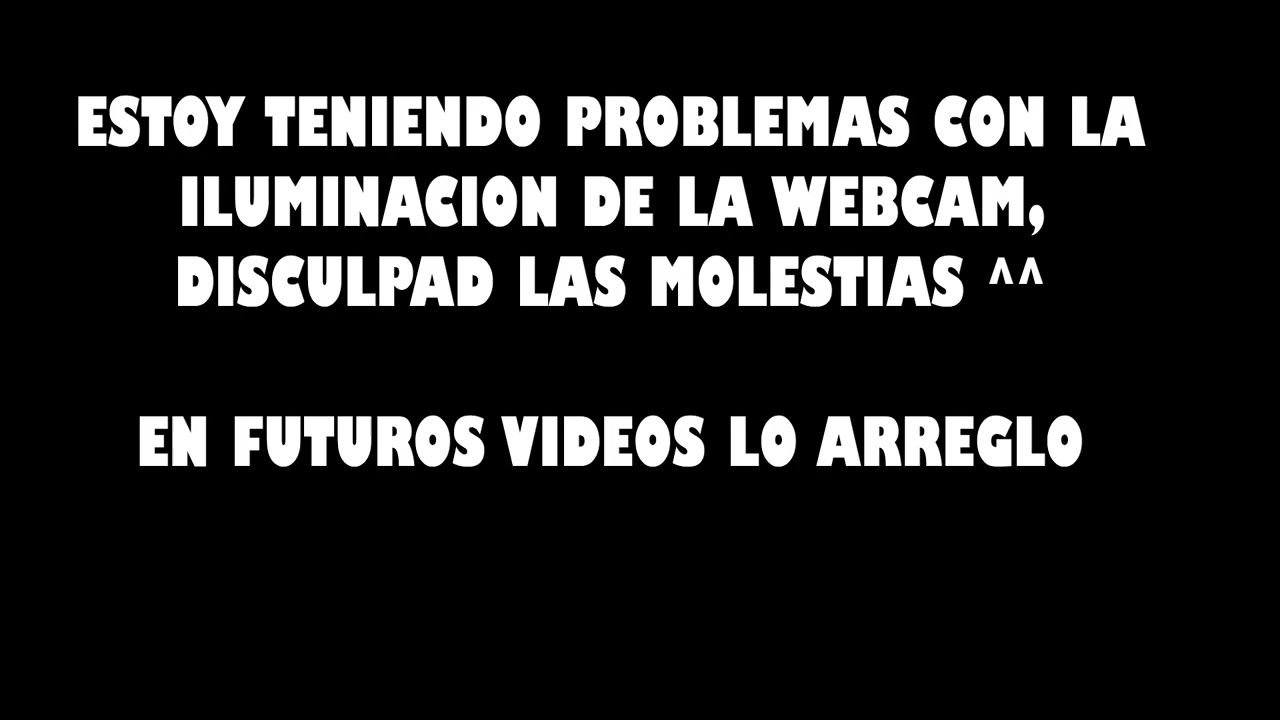 ESTOY TENIENDO PROBLEMAS CON LA
ILUMINACION DE LA WEBCAM,
DISCULPAD LAS MOLESTIAS ^^
EN FUTUROS VIDEOS LO ARREGLO